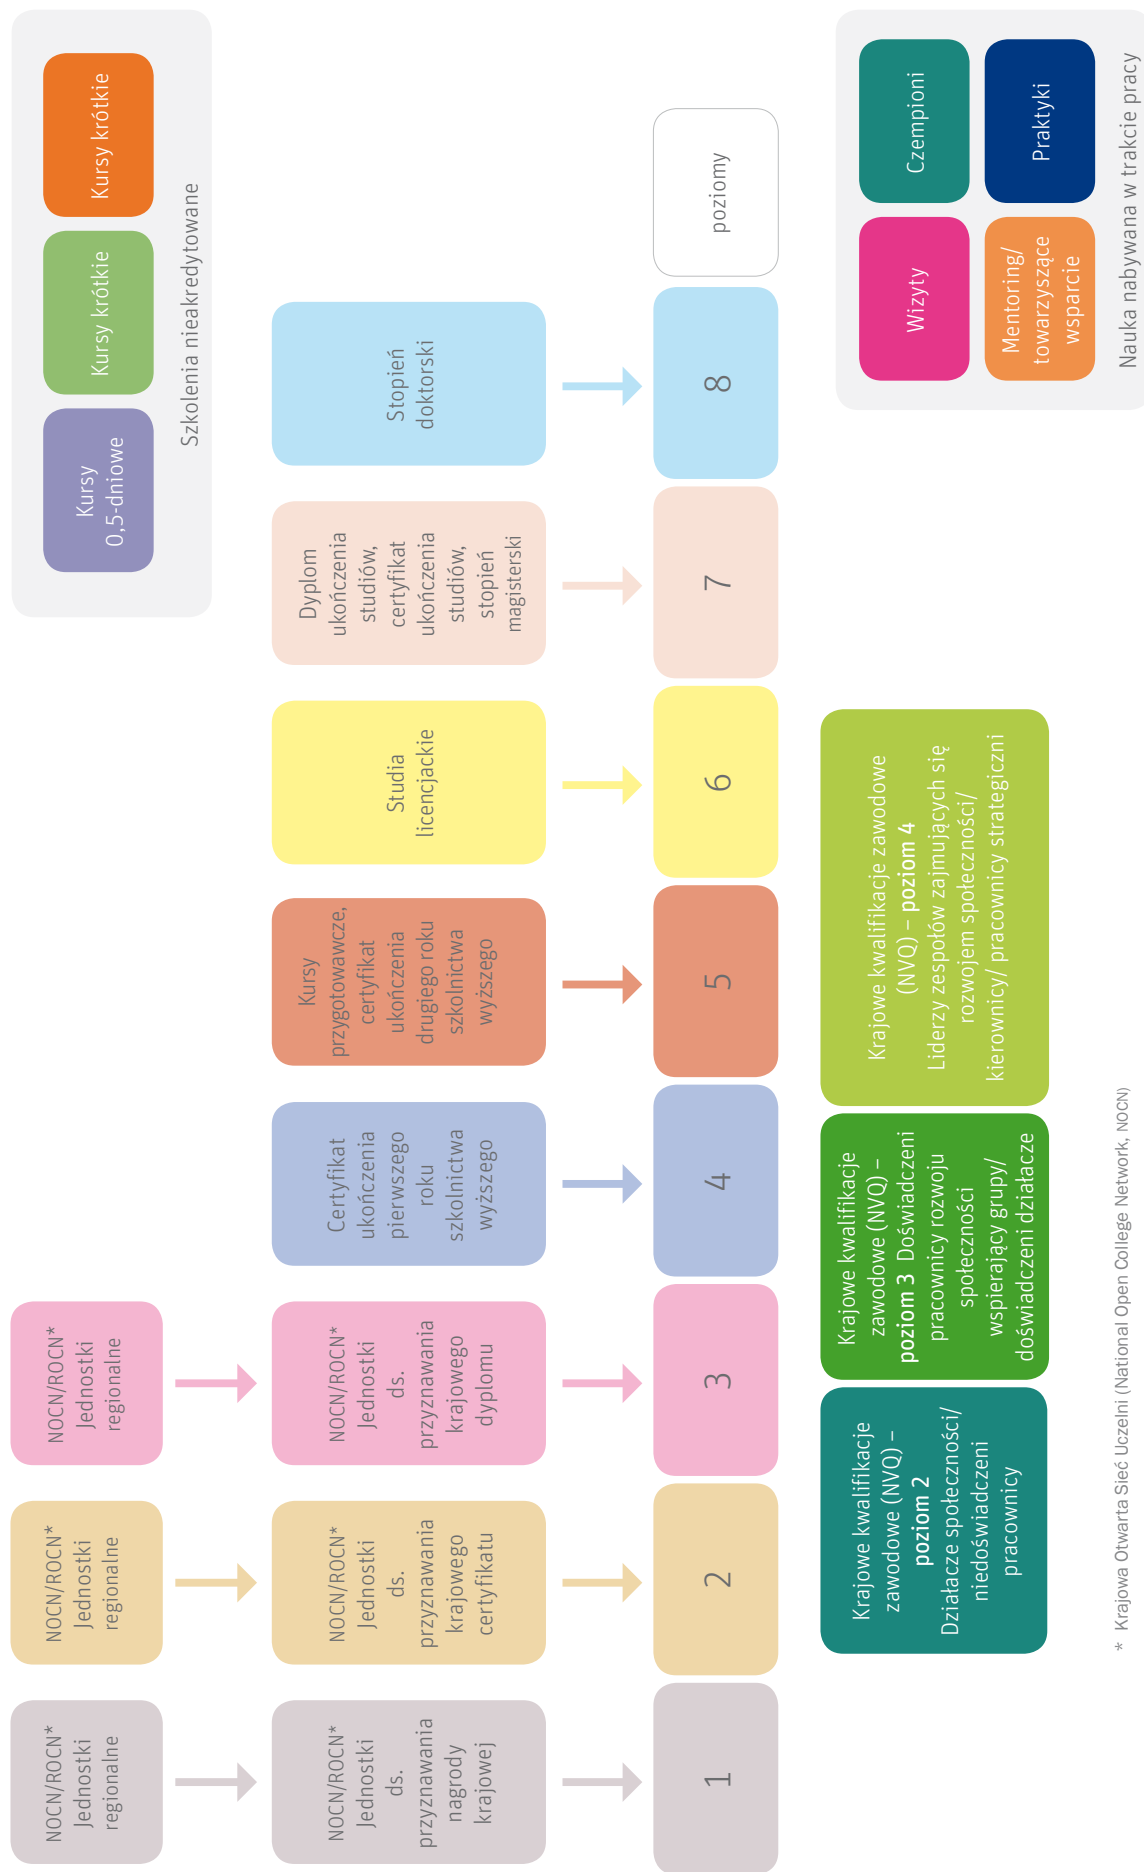 NOCN/ROCN*
Jednostki
regionalne
NOCN/ROCN*
Jednostki
regionalne
NOCN/ROCN*
Jednostki
regionalne
Kursy
0,5-dniowe
Kursy krótkie
Kursy krótkie
Szkolenia nieakredytowane
NOCN/ROCN*
Jednostki
ds.
przyznawania
nagrody
krajowej
NOCN/ROCN*
Jednostki
ds.
przyznawania
krajowego
certyfikatu
NOCN/ROCN*
Jednostki
ds.
przyznawania
krajowego
dyplomu
Certyfikat
ukończenia
pierwszego
roku
szkolnictwa
wyższego
Kursy
przygotowawcze,
certyfikat
ukończenia
drugiego roku
szkolnictwa
wyższego
Studia
licencjackie
Dyplom
ukończenia
studiów,
certyfikat
ukończenia
studiów,
stopień
magisterski
Stopień
doktorski
1
2
3
4
5
6
7
8
poziomy
Krajowe kwalifikacje
zawodowe (NVQ) –
poziom 2
Działacze społeczności/
niedoświadczeni
pracownicy
Krajowe kwalifikacje
zawodowe (NVQ) –
poziom 3 Doświadczeni
pracownicy rozwoju
społeczności
wspierający grupy/
doświadczeni działacze
Krajowe kwalifikacje zawodowe
(NVQ) – poziom 4
Liderzy zespołów zajmujących się
rozwojem społeczności/
kierownicy/ pracownicy strategiczni
Wizyty
Czempioni
Mentoring/
towarzyszące
wsparcie
Praktyki
Nauka nabywana w trakcie pracy
* Krajowa Otwarta Sieć Uczelni (National Open College Network, NOCN)